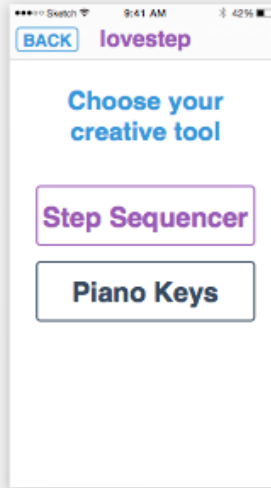 Sketch 9:41 AM 42%
BACK lovestep
Choose your
creative tool
Step Sequencer
Piano Keys